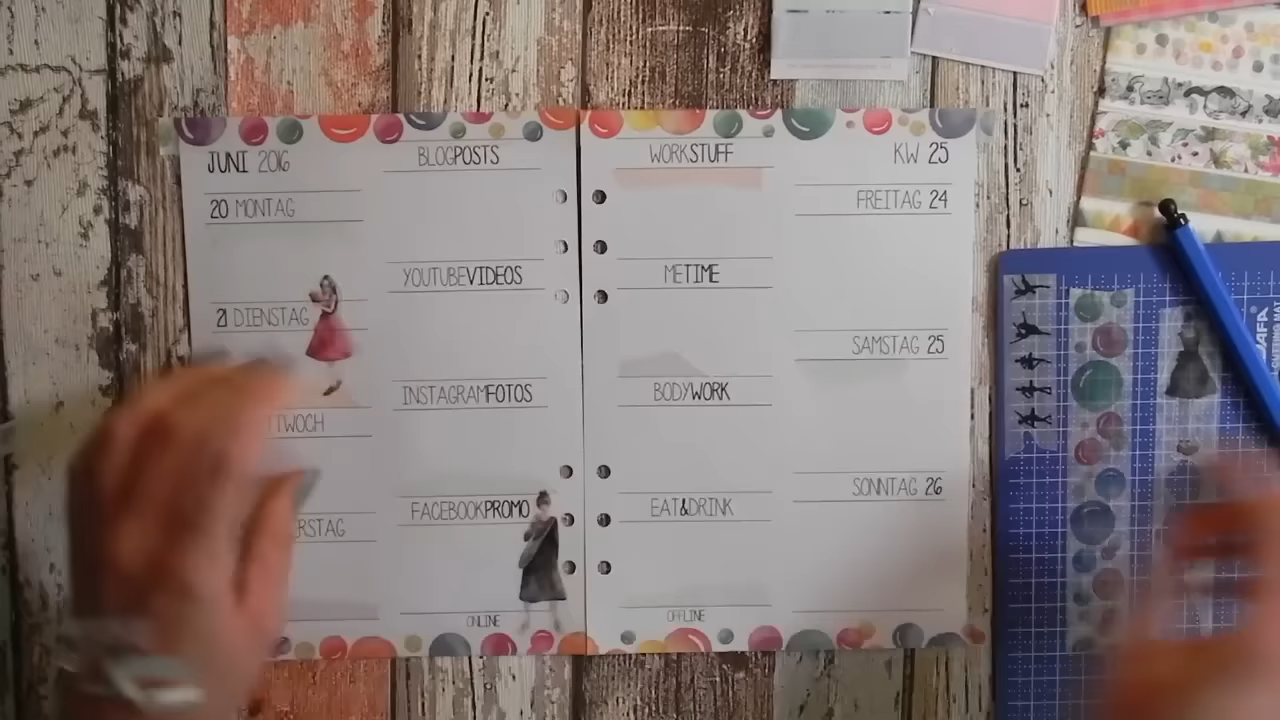 JUNI 2016
20 MONTAG
21 DIENSTAG
TWOCH
RSTAG
BLOGPOSTS
YOUTUBEVIDEOS
INSTAGRAMFOTOS
FACEBOOKPROMO
ONLINE
WORKSTUFF
METIME
BODYWORK
EAT&DRINK
OFFLINE
KW 25
FREITAG 24
SAMSTAG 25
SONNTAG 26